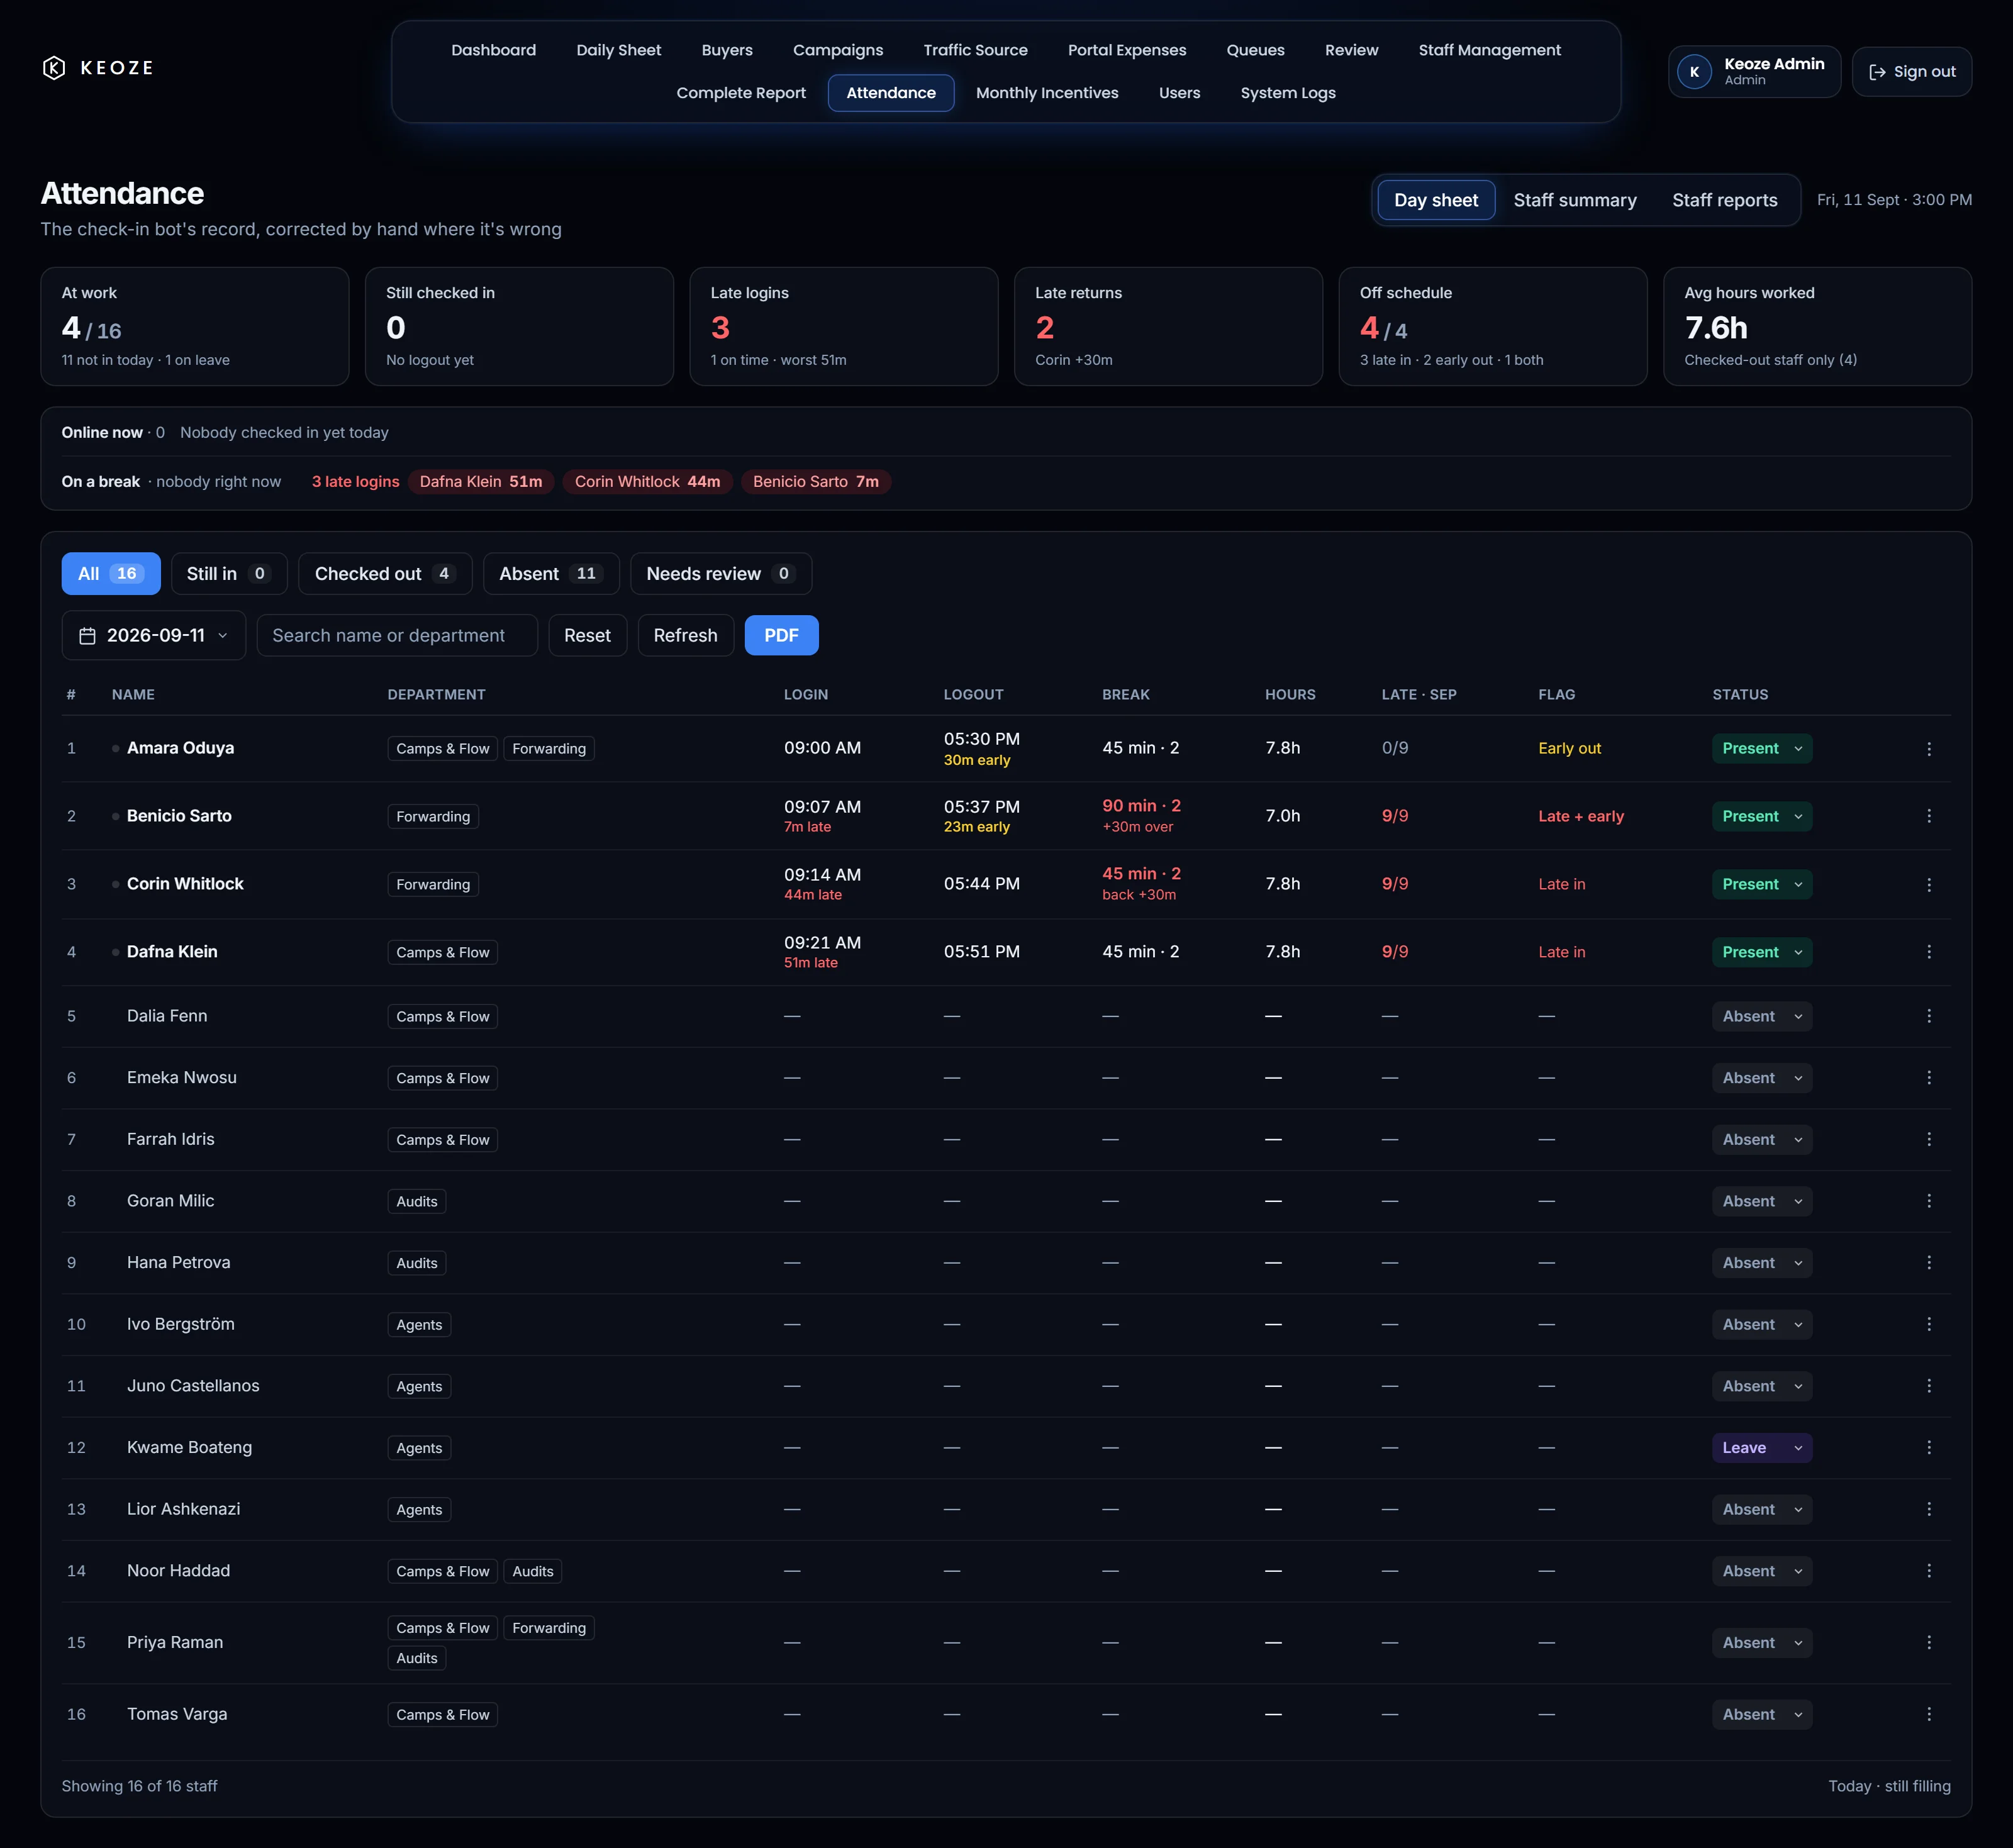 KEOZE
Dashboard Daily Sheet Buyers Campaigns Traffic Source Portal Expenses Queues Review Staff Management
Complete Report Attendance Monthly Incentives Users System Logs
K Keoze Admin
Admin
Sign out
Attendance
The check-in bot's record, corrected by hand where it's wrong
Day sheet Staff summary Staff reports Fri, 11 Sept · 3:00 PM
At work
4 / 16
11 not in today · 1 on leave
Still checked in
0
No logout yet
Late logins
3
1 on time · worst 51m
Late returns
2
Corin +30m
Off schedule
4 / 4
3 late in · 2 early out · 1 both
Avg hours worked
7.6h
Checked-out staff only (4)
Online now · 0 Nobody checked in yet today
On a break · nobody right now 3 late logins Dafna Klein 51m Corin Whitlock 44m Benicio Sarto 7m
All 16 Still in 0 Checked out 4 Absent 11 Needs review 0
2026-09-11 Search name or department Reset Refresh PDF
# NAME DEPARTMENT LOGIN LOGOUT BREAK HOURS LATE · SEP FLAG STATUS
1 Amara Oduya Camps & Flow Forwarding 09:00 AM 05:30 PM 45 min · 2 7.8h 0/9 Early out Present
30m early
2 Benicio Sarto Forwarding 09:07 AM 05:37 PM 90 min · 2 7.0h 9/9 Late + early Present
7m late 23m early +30m over
3 Corin Whitlock Forwarding 09:14 AM 05:44 PM 45 min · 2 7.8h 9/9 Late in Present
44m late back +30m
4 Dafna Klein Camps & Flow 09:21 AM 05:51 PM 45 min · 2 7.8h 9/9 Late in Present
51m late
5 Dalia Fenn Camps & Flow — — — — — — Absent
6 Emeka Nwosu Camps & Flow — — — — — — Absent
7 Farrah Idris Camps & Flow — — — — — — Absent
8 Goran Milic Audits — — — — — — Absent
9 Hana Petrova Audits — — — — — — Absent
10 Ivo Bergström Agents — — — — — — Absent
11 Juno Castellanos Agents — — — — — — Absent
12 Kwame Boateng Agents — — — — — — Leave
13 Lior Ashkenazi Agents — — — — — — Absent
14 Noor Haddad Camps & Flow Audits — — — — — — Absent
15 Priya Raman Camps & Flow Forwarding — — — — — — Absent
Audits
16 Tomas Varga Camps & Flow — — — — — — Absent
Showing 16 of 16 staff Today · still filling